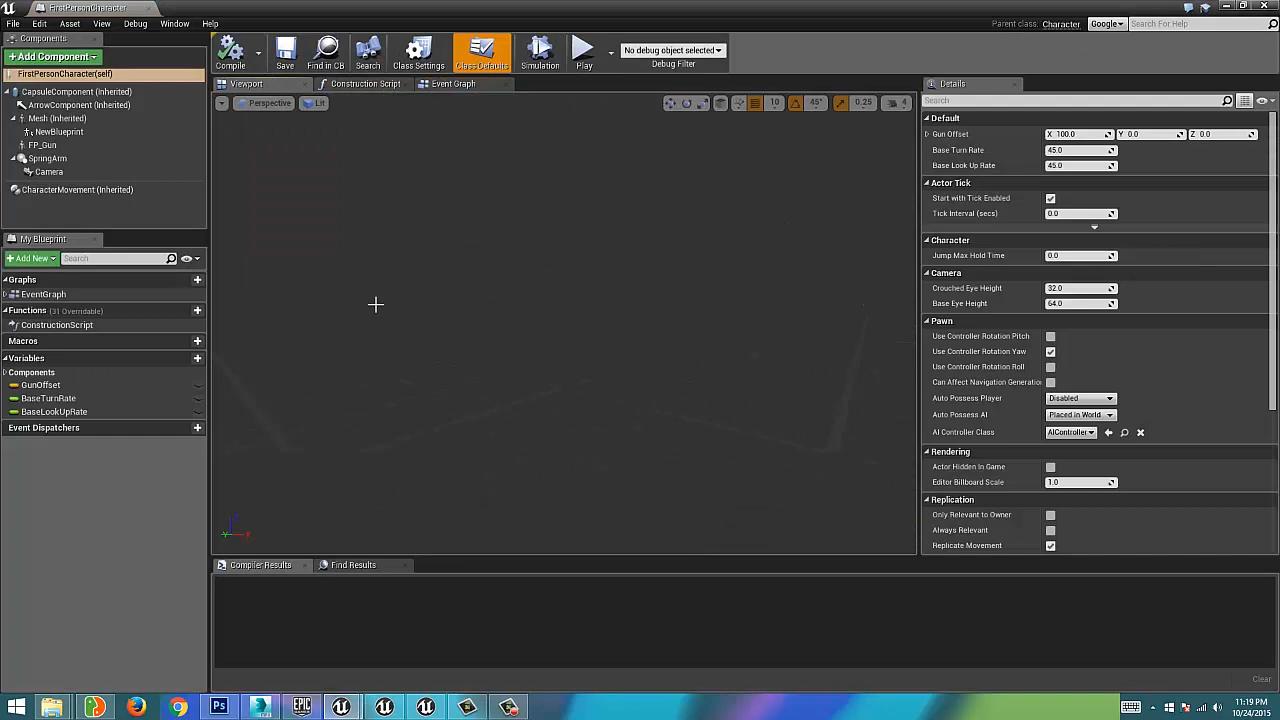 FirstPersonCharacter
File Edit Asset View Debug Window Help
Parent class: Character Google Search For Help
Components
+Add Component
FirstPersonCharacter(self)
CapsuleComponent (Inherited)
ArrowComponent (Inherited)
Mesh (Inherited)
NewBlueprint
FP_Gun
SpringArm
Camera
CharacterMovement (Inherited)
My Blueprint
+Add New Search
Graphs
EventGraph
Functions (31 Overridable)
ConstructionScript
Macros
Variables
Components
GunOffset
BaseTurnRate
BaseLookUpRate
Event Dispatchers
Compile Save Find in CB Search Class Settings Class Defaults Simulation Play
No debug object selected
Debug Filter
Viewport Construction Script Event Graph
Perspective Lit 10 45° 0.25 4
X
Compiler Results Find Results
Clear
Details
Search
Default
Gun Offset X 100.0 Y 0.0 Z 0.0
Base Turn Rate 45.0
Base Look Up Rate 45.0
Actor Tick
Start with Tick Enabled
Tick Interval (secs) 0.0
Character
Jump Max Hold Time 0.0
Camera
Crouched Eye Height 32.0
Base Eye Height 64.0
Pawn
Use Controller Rotation Pitch
Use Controller Rotation Yaw
Use Controller Rotation Roll
Can Affect Navigation Generatio
Auto Possess Player Disabled
Auto Possess AI Placed in World
AI Controller Class AIController
Rendering
Actor Hidden In Game
Editor Billboard Scale 1.0
Replication
Only Relevant to Owner
Always Relevant
Replicate Movement
Ps EPIC
11:19 PM
10/24/2015